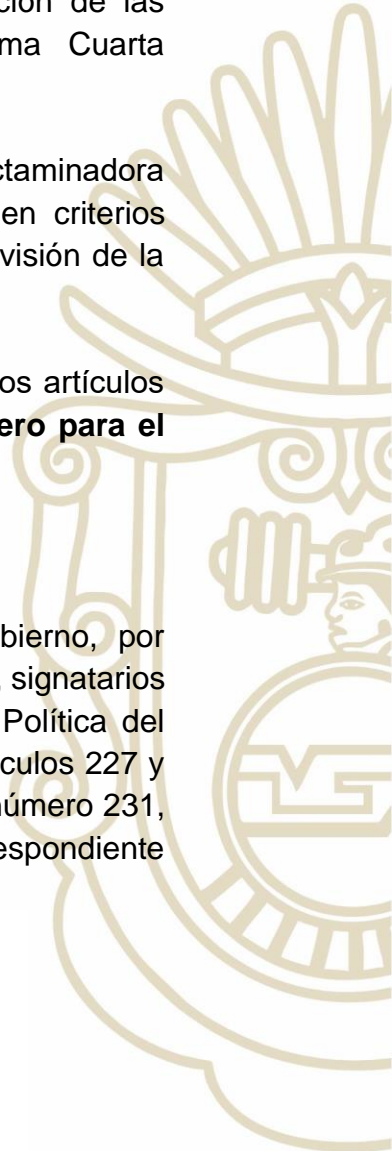 ción de las
ma Cuarta
ctaminadora
en criterios
visión de la
os artículos
ero para el
bierno, por
, signatarios
Política del
culos 227 y
número 231,
espondiente